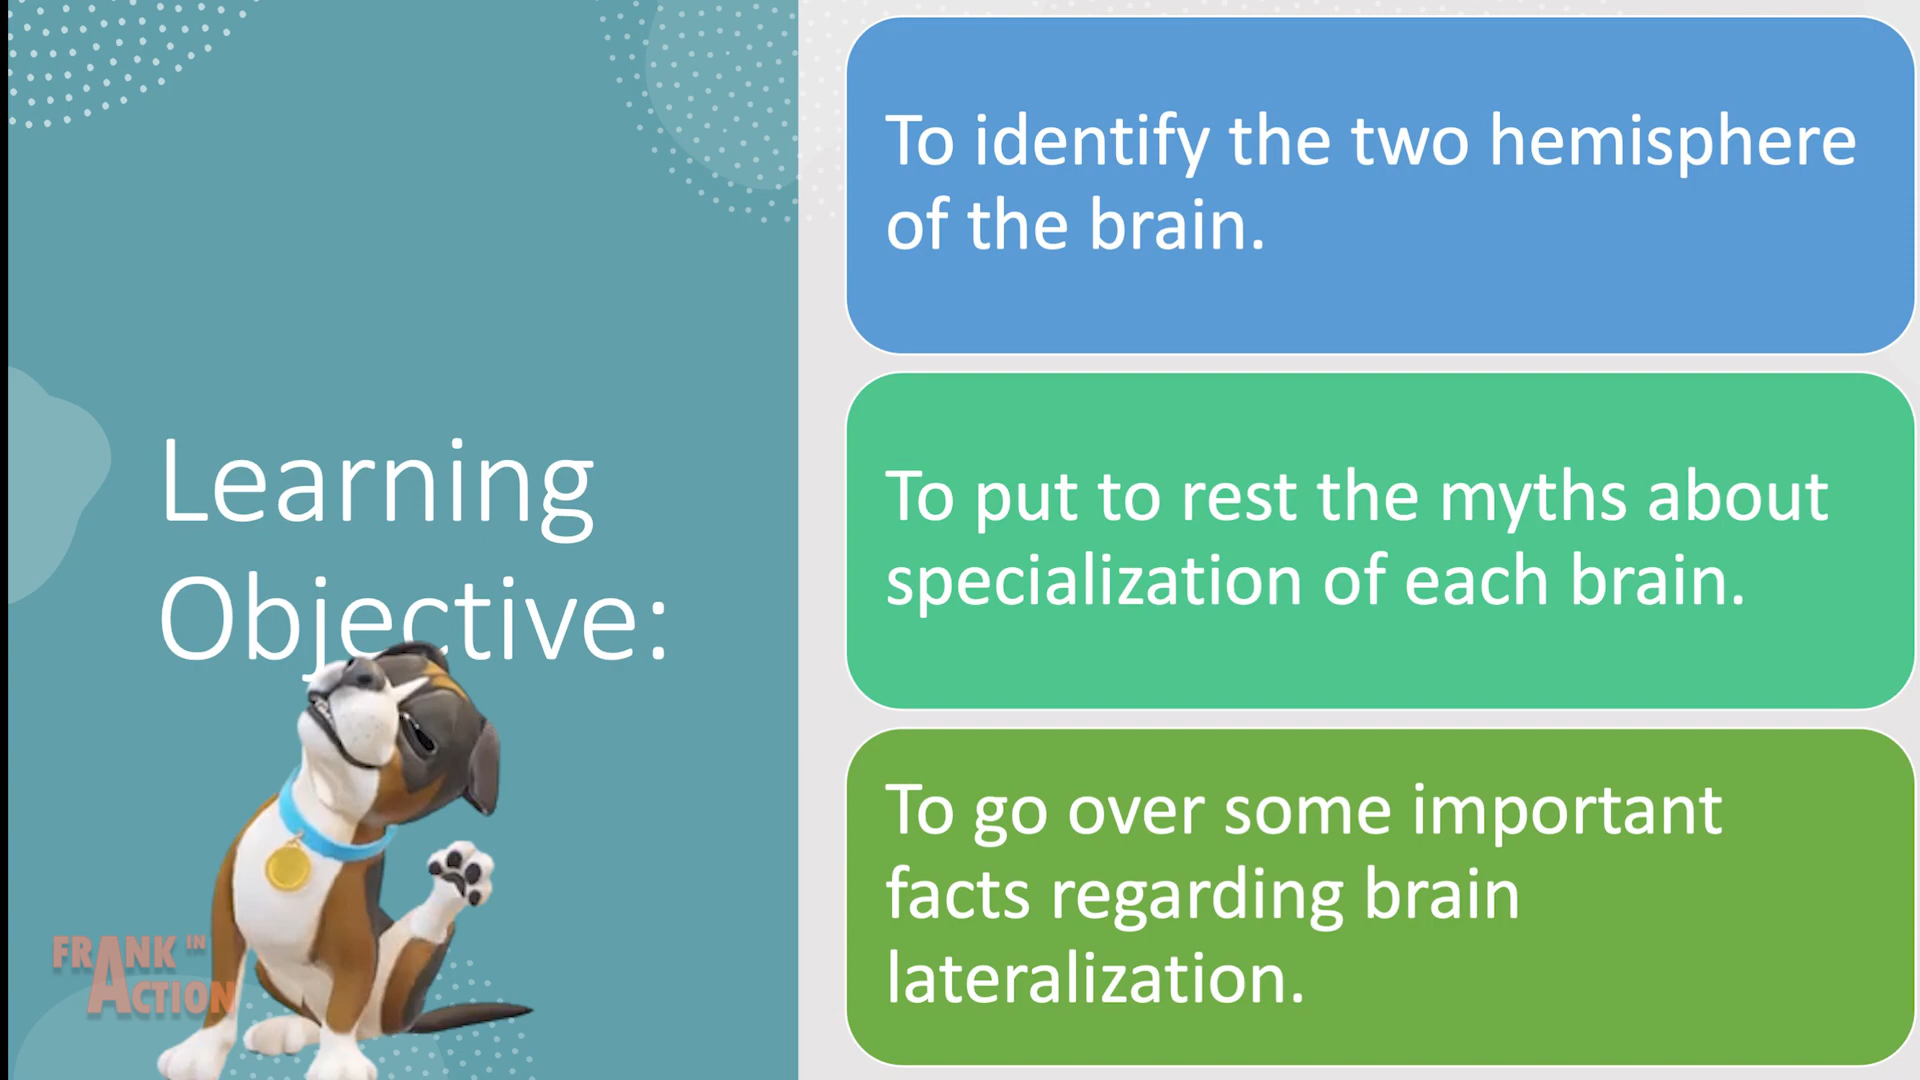 Learning
Objective:
To identify the two hemisphere
of the brain.
To put to rest the myths about
specialization of each brain.
To go over some important
facts regarding brain
lateralization.
FRANK IN
ACTION